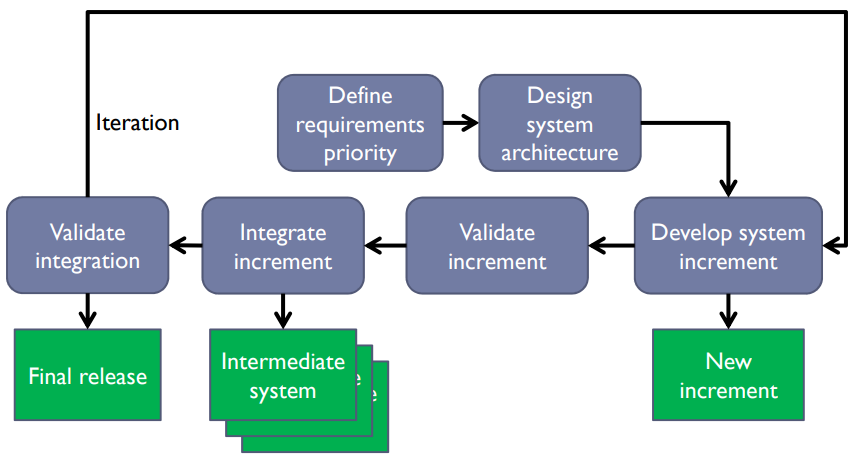 Iteration
Define
requirements
priority
Design
system
architecture
Validate
integration
Integrate
increment
Validate
increment
Develop system
increment
Final release
Intermediate
system
e
e
New
increment